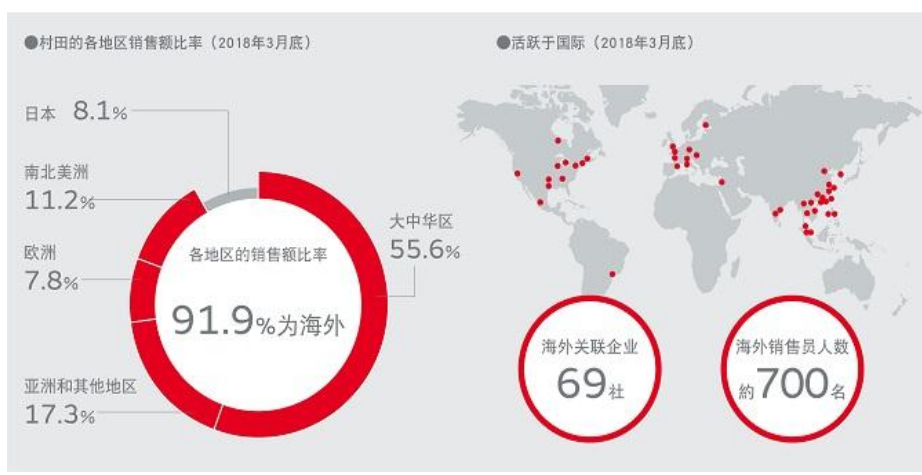 ●村田的各地区销售额比率（2018年3月底）
日本 8.1%
南北美洲
11.2%
欧洲
7.8%
亚洲和其他地区
17.3%
大中华区
55.6%
各地区的销售额比率
91.9%为海外
●活跃于国际（2018年3月底）
海外关联企业
69社
海外销售员人数
約700名